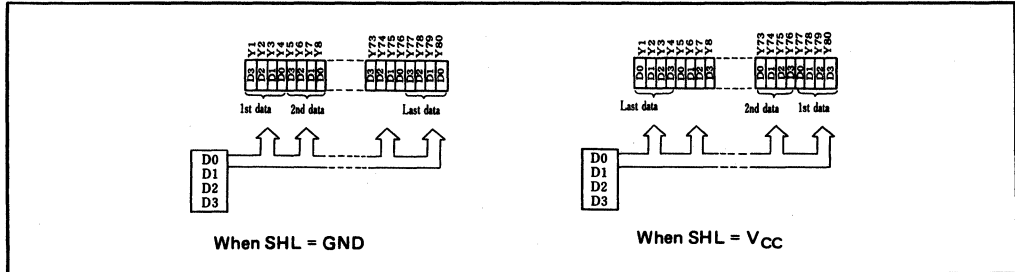 Y1 Y2 Y3 Y4 Y5 Y6 Y7 Y8 Y73 Y74 Y75 Y76 Y77 Y78 Y79 Y80
D3 D2 D1 D0 D3 D2 D1 D0 D3 D2 D1 D0 D3 D2 D1 D0
1st data 2nd data Last data
D0
D1
D2
D3
When SHL = GND
Y1 Y2 Y3 Y4 Y5 Y6 Y7 Y8 Y73 Y74 Y75 Y76 Y77 Y78 Y79 Y80
D0 D1 D2 D3 D0 D1 D2 D3 D0 D1 D2 D3 D0 D1 D2 D3
Last data 2nd data 1st data
D0
D1
D2
D3
When SHL = VCC